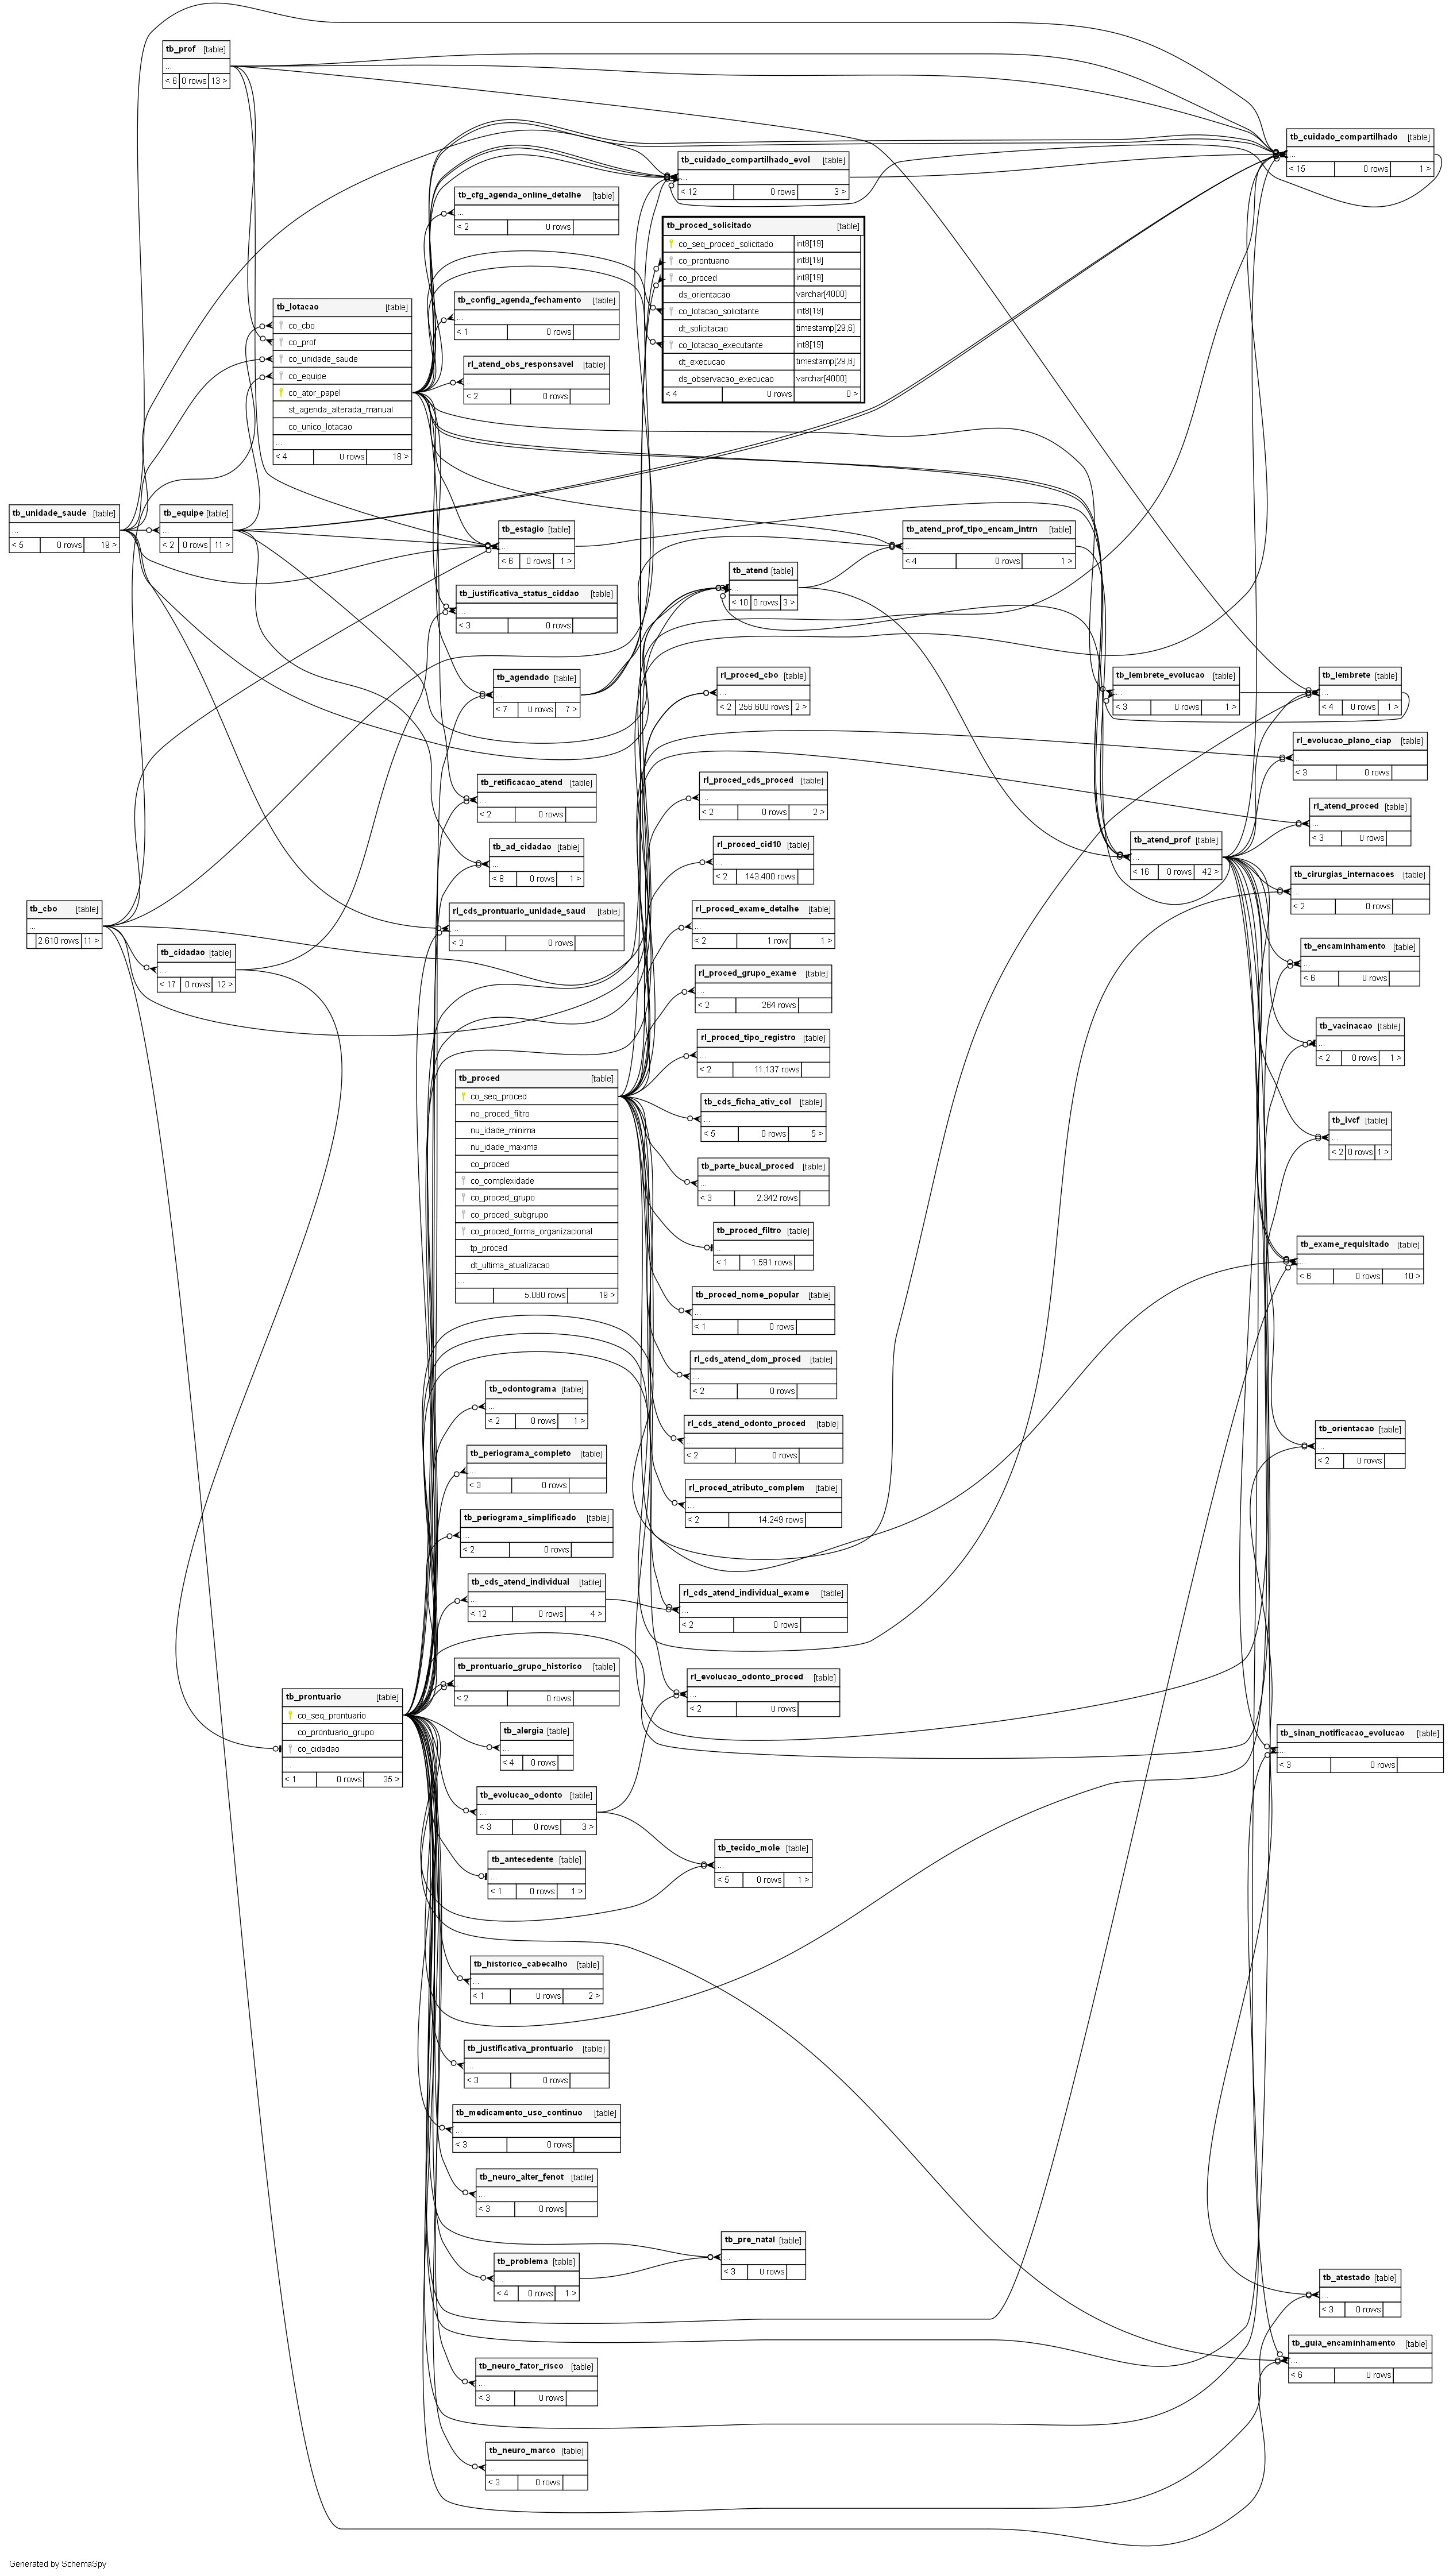 tb_prof [table]
...
< 6 0 rows 13 >
tb_cuidado_compartilhado [table]
...
< 15 0 rows 1 >
tb_cuidado_compartilhado_evol [table]
...
< 12 0 rows 3 >
tb_cfg_agenda_online_detalhe [table]
...
< 2 0 rows
tb_proced_solicitado [table]
co_seq_proced_solicitado int8[19]
co_prontuario int8[19]
co_proced int8[19]
ds_orientacao varchar[4000]
co_lotacao_solicitante int8[19]
dt_solicitacao timestamp[29,6]
co_lotacao_executante int8[19]
dt_execucao timestamp[29,6]
ds_observacao_execucao varchar[4000]
< 4 0 rows 0 >
tb_config_agenda_fechamento [table]
...
< 1 0 rows
tb_lotacao [table]
co_cbo
co_prof
co_unidade_saude
co_equipe
co_ator_papel
st_agenda_alterada_manual
co_unico_lotacao
...
< 4 0 rows 18 >
rl_atend_obs_responsavel [table]
...
< 2 0 rows
tb_unidade_saude [table]
...
< 5 0 rows 19 >
tb_equipe [table]
...
< 2 0 rows 11 >
tb_estagio [table]
...
< 6 0 rows 1 >
tb_atend_prof_tipo_encam_intrn [table]
...
< 4 0 rows 1 >
tb_atend [table]
...
< 10 0 rows 3 >
tb_justificativa_status_ciddao [table]
...
< 3 0 rows
tb_agendado [table]
...
< 7 0 rows 7 >
rl_proced_cbo [table]
...
< 2 256.600 rows 2 >
tb_lembrete_evolucao [table]
...
< 3 0 rows 1 >
tb_lembrete [table]
...
< 4 0 rows 1 >
rl_evolucao_plano_ciap [table]
...
< 3 0 rows
tb_retificacao_atend [table]
...
< 2 0 rows
rl_proced_cds_proced [table]
...
< 2 0 rows 2 >
rl_atend_proced [table]
...
< 3 0 rows
tb_atend_prof [table]
...
< 16 0 rows 42 >
tb_ad_cidadao [table]
...
< 8 0 rows 1 >
rl_proced_cid10 [table]
...
< 2 143.400 rows
tb_cirurgias_internacoes [table]
...
< 2 0 rows
tb_cbo [table]
...
2.610 rows 11 >
rl_cds_prontuario_unidade_saud [table]
...
< 2 0 rows
rl_proced_exame_detalhe [table]
...
< 2 1 row 1 >
tb_cidadao [table]
...
< 17 0 rows 12 >
tb_encaminhamento [table]
...
< 6 0 rows
rl_proced_grupo_exame [table]
...
< 2 264 rows
tb_vacinacao [table]
...
< 2 0 rows 1 >
rl_proced_tipo_registro [table]
...
< 2 11.137 rows
tb_proced [table]
co_seq_proced
no_proced_filtro
nu_idade_minima
nu_idade_maxima
co_proced
co_complexidade
co_proced_grupo
co_proced_subgrupo
co_proced_forma_organizacional
tp_proced
dt_ultima_atualizacao
...
5.080 rows 19 >
tb_cds_ficha_ativ_col [table]
...
< 5 0 rows 5 >
tb_ivcf [table]
...
< 2 0 rows 1 >
tb_parte_bucal_proced [table]
...
< 3 2.342 rows
tb_proced_filtro [table]
...
< 1 1.591 rows
tb_exame_requisitado [table]
...
< 6 0 rows 10 >
tb_proced_nome_popular [table]
...
< 1 0 rows
rl_cds_atend_dom_proced [table]
...
< 2 0 rows
tb_odontograma [table]
...
< 2 0 rows 1 >
rl_cds_atend_odonto_proced [table]
...
< 2 0 rows
tb_orientacao [table]
...
< 2 0 rows
tb_periograma_completo [table]
...
< 3 0 rows
rl_proced_atributo_complem [table]
...
< 2 14.249 rows
tb_periograma_simplificado [table]
...
< 2 0 rows
tb_cds_atend_individual [table]
...
< 12 0 rows 4 >
rl_cds_atend_individual_exame [table]
...
< 2 0 rows
tb_prontuario_grupo_historico [table]
...
< 2 0 rows
rl_evolucao_odonto_proced [table]
...
< 2 0 rows
tb_prontuario [table]
co_seq_prontuario
co_prontuario_grupo
co_cidadao
...
< 1 0 rows 35 >
tb_alergia [table]
...
< 4 0 rows
tb_sinan_notificacao_evolucao [table]
...
< 3 0 rows
tb_evolucao_odonto [table]
...
< 3 0 rows 3 >
tb_tecido_mole [table]
...
< 5 0 rows 1 >
tb_antecedente [table]
...
< 1 0 rows 1 >
tb_historico_cabecalho [table]
...
< 1 0 rows 2 >
tb_justificativa_prontuario [table]
...
< 3 0 rows
tb_medicamento_uso_continuo [table]
...
< 3 0 rows
tb_neuro_alter_fenot [table]
...
< 3 0 rows
tb_pre_natal [table]
...
< 3 0 rows
tb_problema [table]
...
< 4 0 rows 1 >
tb_atestado [table]
...
< 3 0 rows
tb_guia_encaminhamento [table]
...
< 6 0 rows
tb_neuro_fator_risco [table]
...
< 3 0 rows
tb_neuro_marco [table]
...
< 3 0 rows
Generated by SchemaSpy